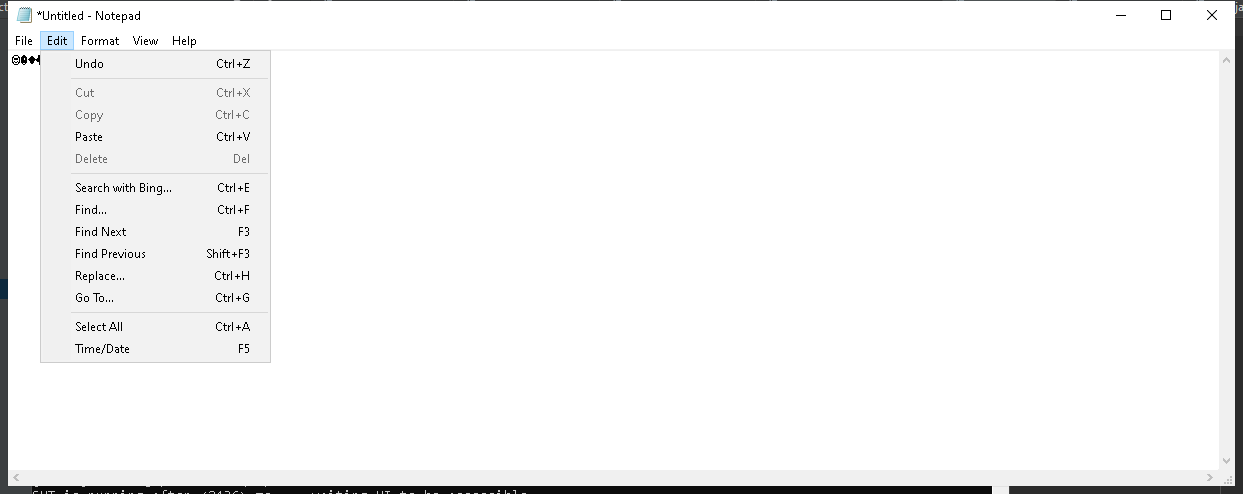 *Untitled - Notepad
File Edit Format View Help
Undo Ctrl+Z
Cut Ctrl+X
Copy Ctrl+C
Paste Ctrl+V
Delete Del
Search with Bing... Ctrl+E
Find... Ctrl+F
Find Next F3
Find Previous Shift+F3
Replace... Ctrl+H
Go To... Ctrl+G
Select All Ctrl+A
Time/Date F5